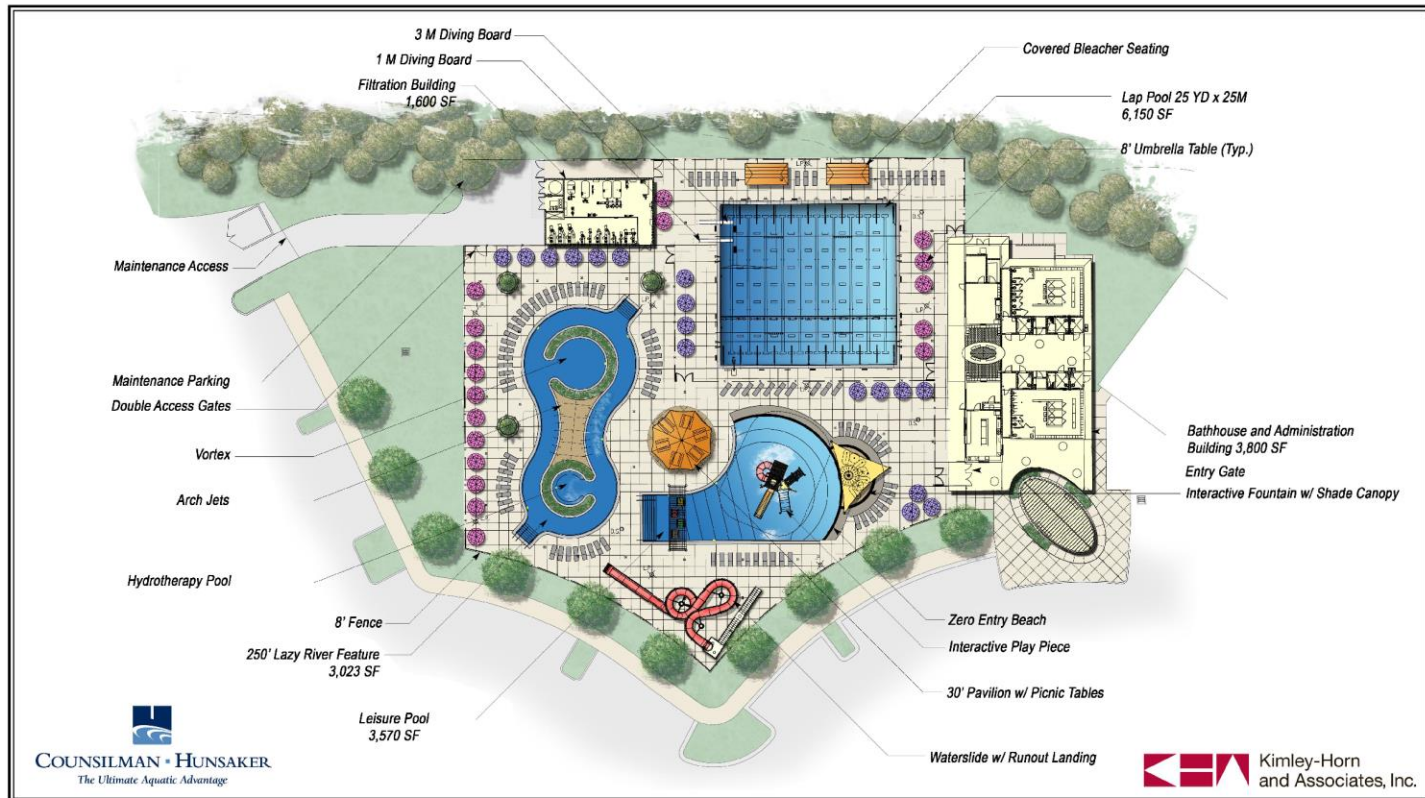 3 M Diving Board
1 M Diving Board
Filtration Building
1,600 SF
Maintenance Access
Maintenance Parking
Double Access Gates
Vortex
Arch Jets
Hydrotherapy Pool
8' Fence
250' Lazy River Feature
3,023 SF
Leisure Pool
3,570 SF
Covered Bleacher Seating
Lap Pool 25 YD x 25M
6,150 SF
8' Umbrella Table (Typ.)
Bathhouse and Administration
Building 3,800 SF
Entry Gate
Interactive Fountain w/ Shade Canopy
Zero Entry Beach
Interactive Play Piece
30' Pavilion w/ Picnic Tables
Waterslide w/ Runout Landing
COUNSILMAN • HUNSAKER
The Ultimate Aquatic Advantage
Kimley-Horn
and Associates, Inc.